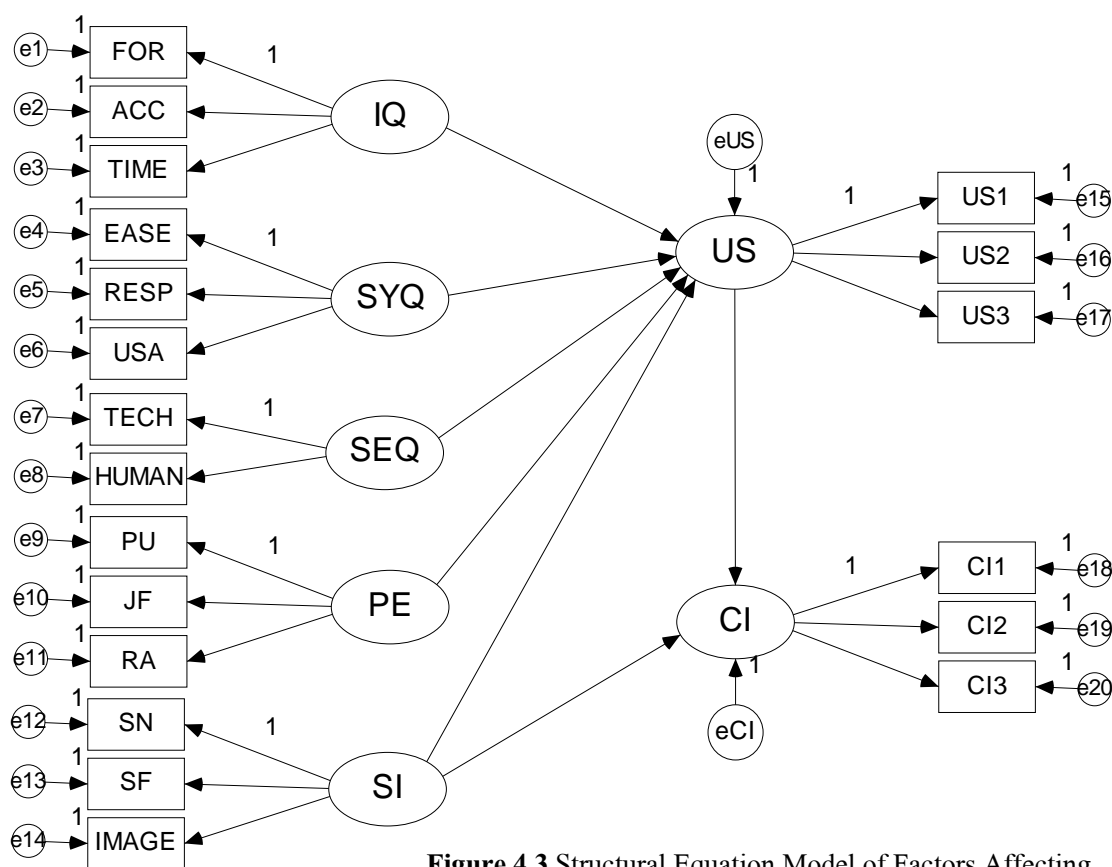 1
e1
FOR
1
1
e2
ACC
1
e3
TIME
IQ
1
e4
EASE
1
1
e5
RESP
1
e6
USA
SYQ
1
e7
TECH
1
1
e8
HUMAN
SEQ
1
e9
PU
1
1
e10
JF
1
e11
RA
PE
1
e12
SN
1
1
e13
SF
1
e14
IMAGE
SI
eUS
1
US
1
US1
1
e15
US2
1
e16
US3
1
e17
CI
1
eCI
1
CI1
1
e18
CI2
1
e19
CI3
1
e20
Figure 4.3 Structural Equation Model of Factors Affecting